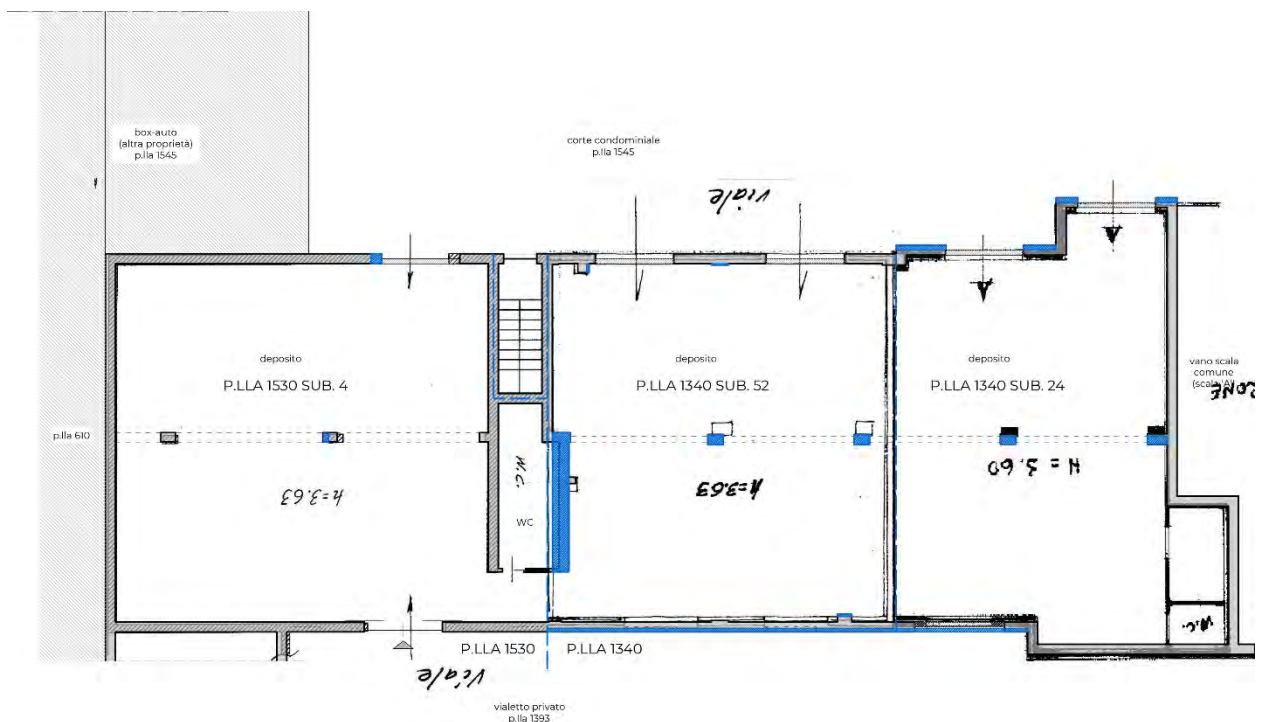 box-auto
(altra proprietà)
p.lla 1545
corte condominiale
p.lla 1545
viale
deposito
P.LLA 1530 SUB. 4
deposito
P.LLA 1340 SUB. 52
deposito
P.LLA 1340 SUB. 24
vano scala
comune
(scala 'A')
p.lla 610
W.C.
h=3.63
h=3.63
H = 3.60
WC
W.C.
P.LLA 1530
P.LLA 1340
Viale
vialetto privato
p.lla 1393